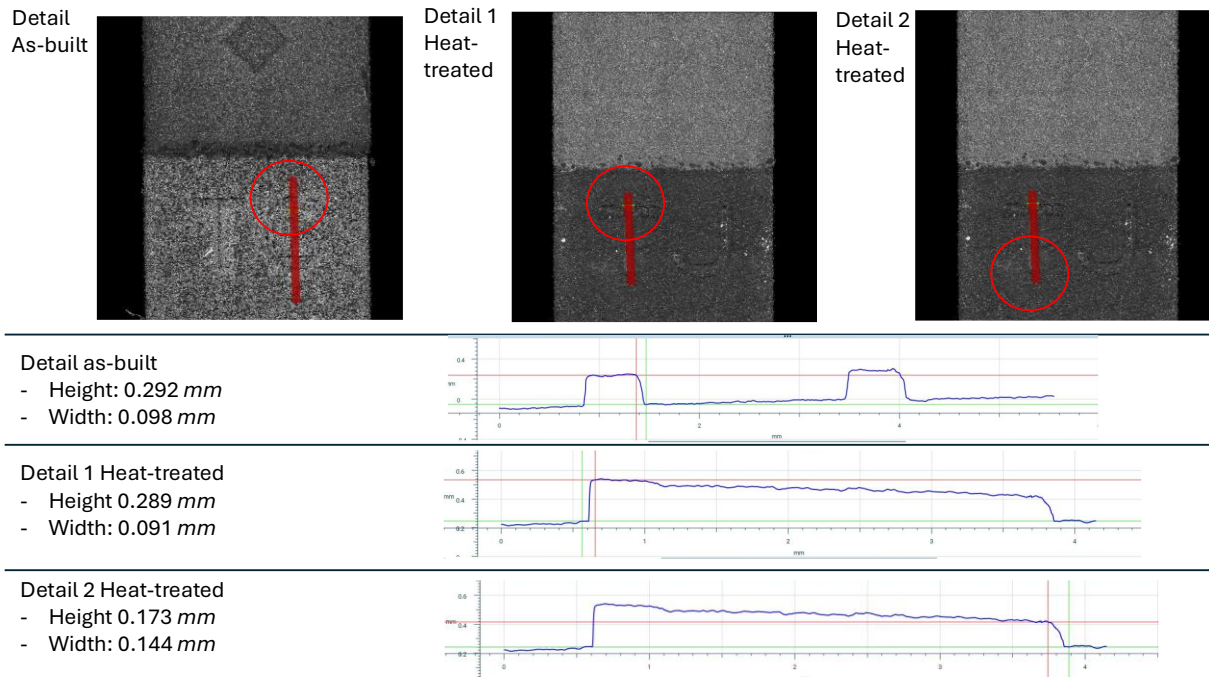 Detail
As-built
Detail 1
Heat-
treated
Detail 2
Heat-
treated
Detail as-built
- Height: 0.292 mm
- Width: 0.098 mm
0.4
0
0
2
4
mm
Detail 1 Heat-treated
- Height 0.289 mm
- Width: 0.091 mm
0.6
mm
0.4
0.2
0
1
2
3
4
mm
Detail 2 Heat-treated
- Height 0.173 mm
- Width: 0.144 mm
0.6
mm
0.4
0.2
0
1
2
3
4